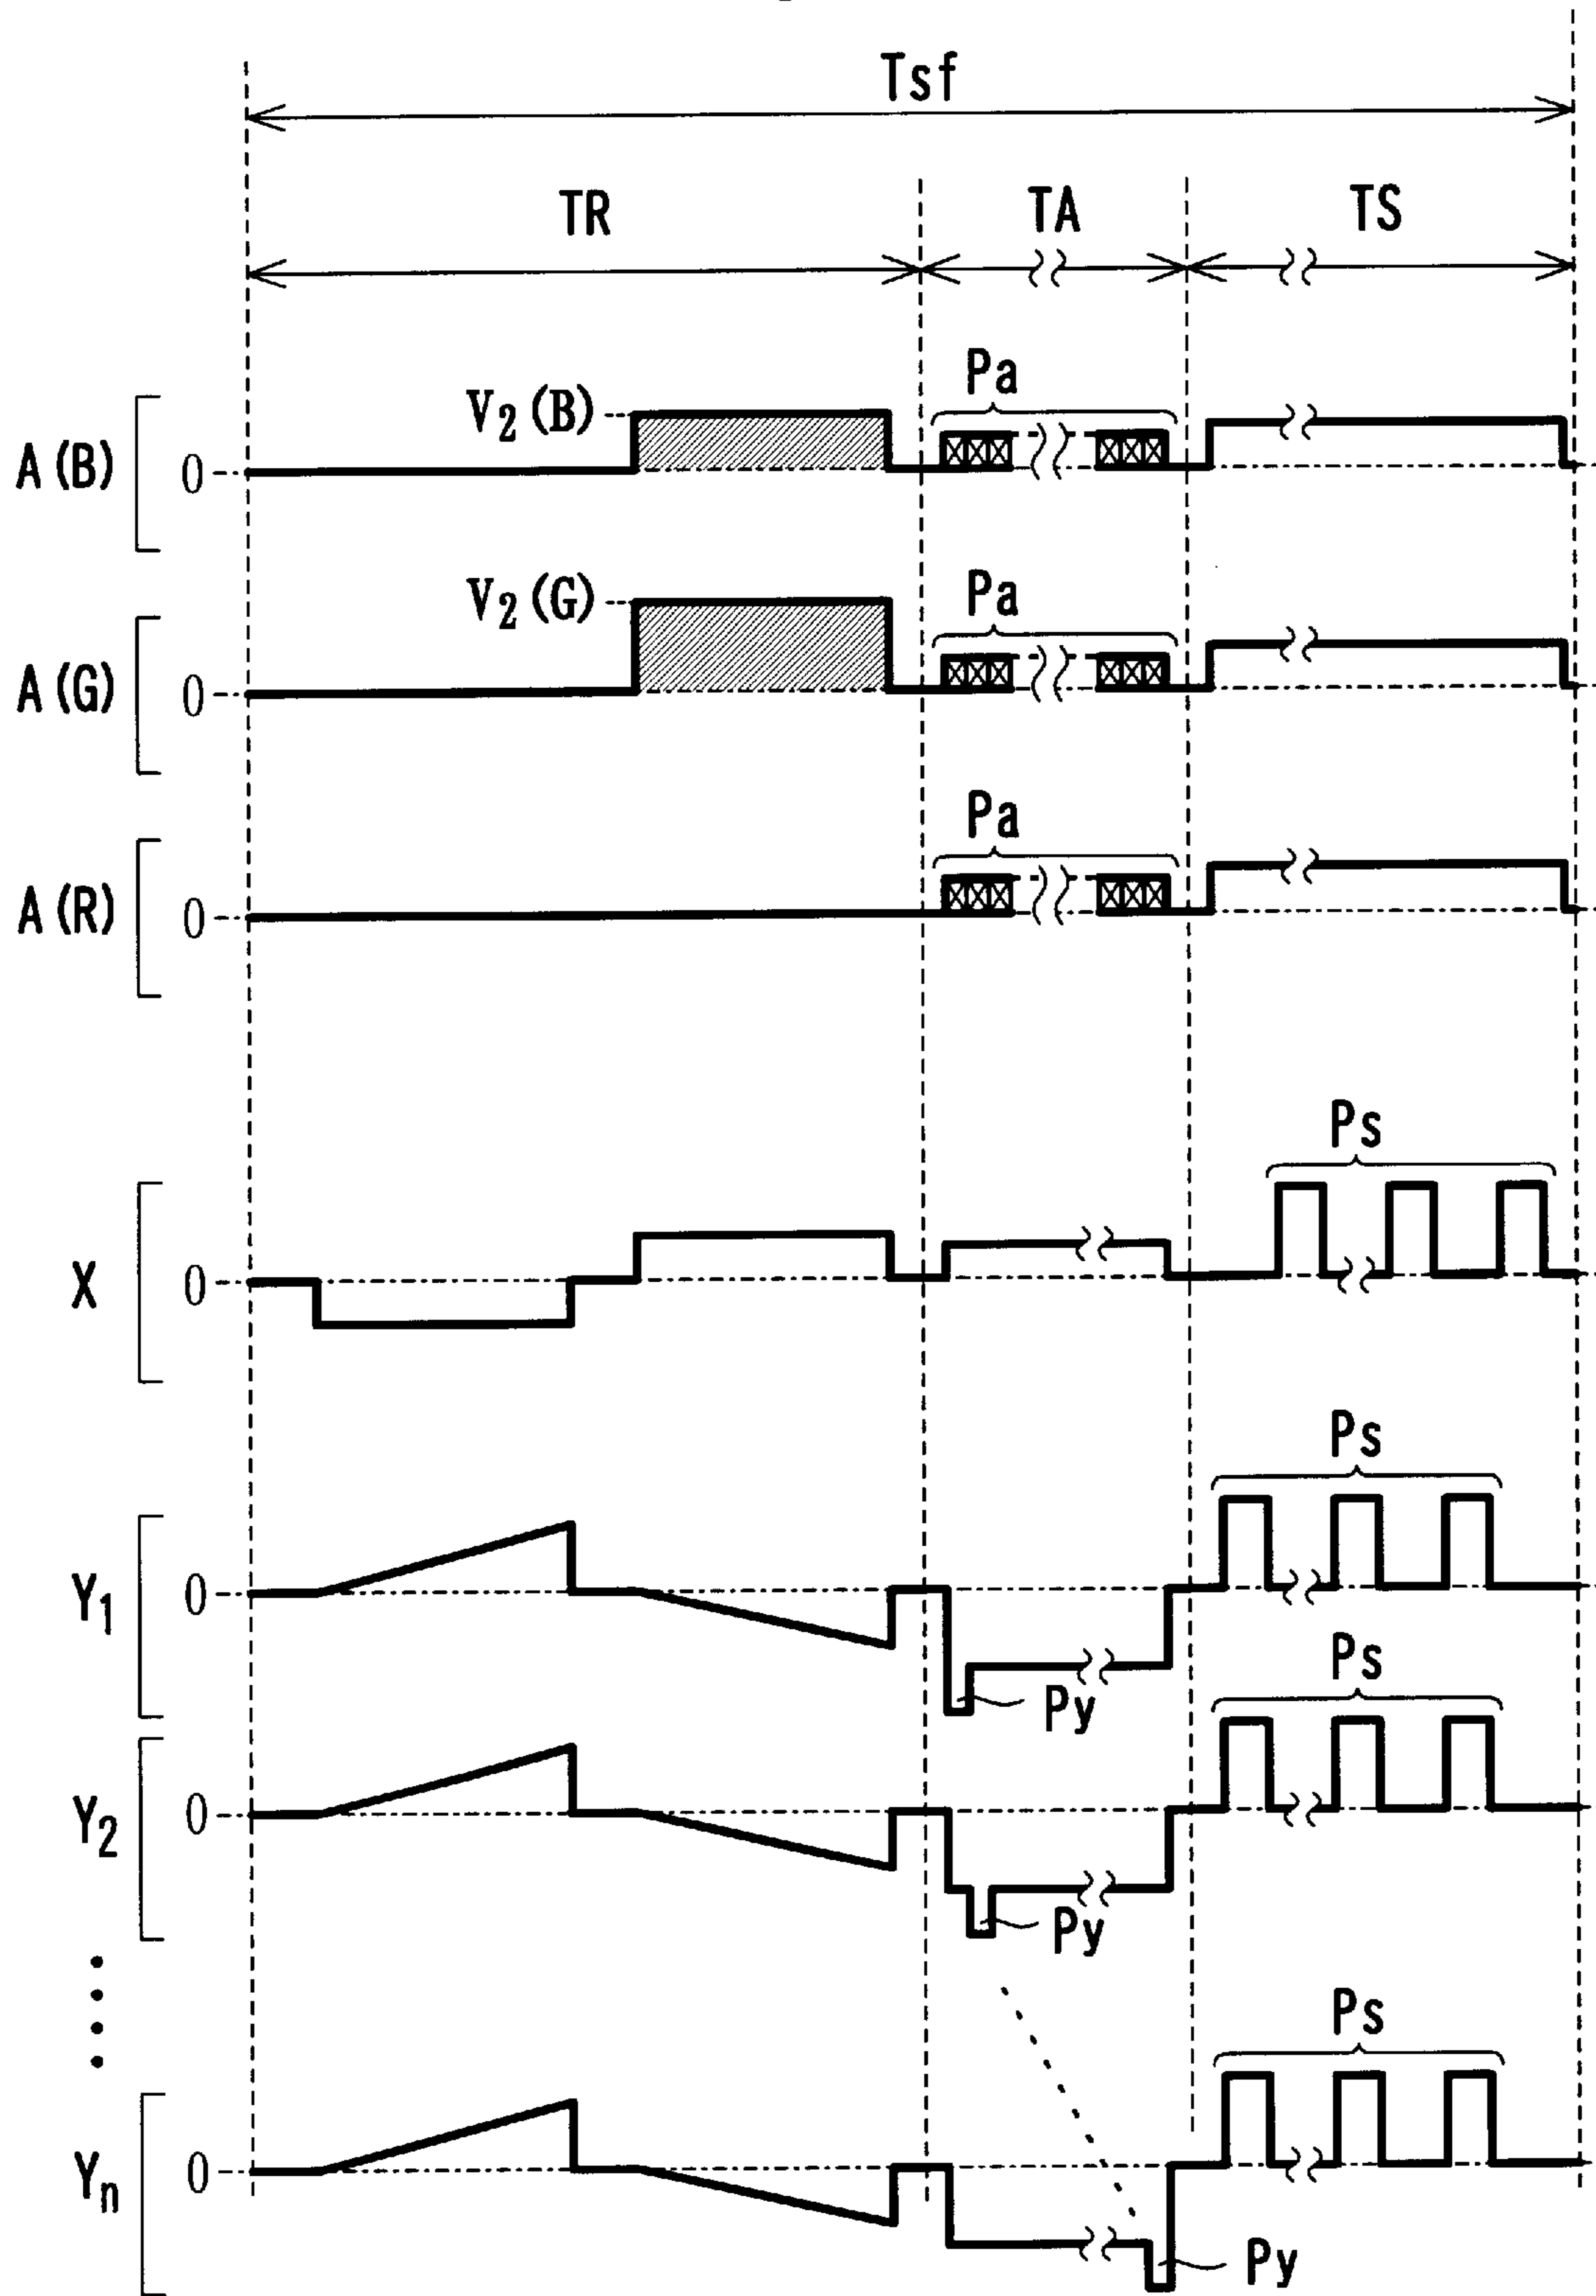 Tsf
TR TA TS
Pa
V2(B)
A(B) 0
Pa
V2(G)
A(G) 0
Pa
A(R) 0
Ps
X 0
Ps
Y1 0
Py
Ps
Y2 0
Py
Ps
Yn 0
Py